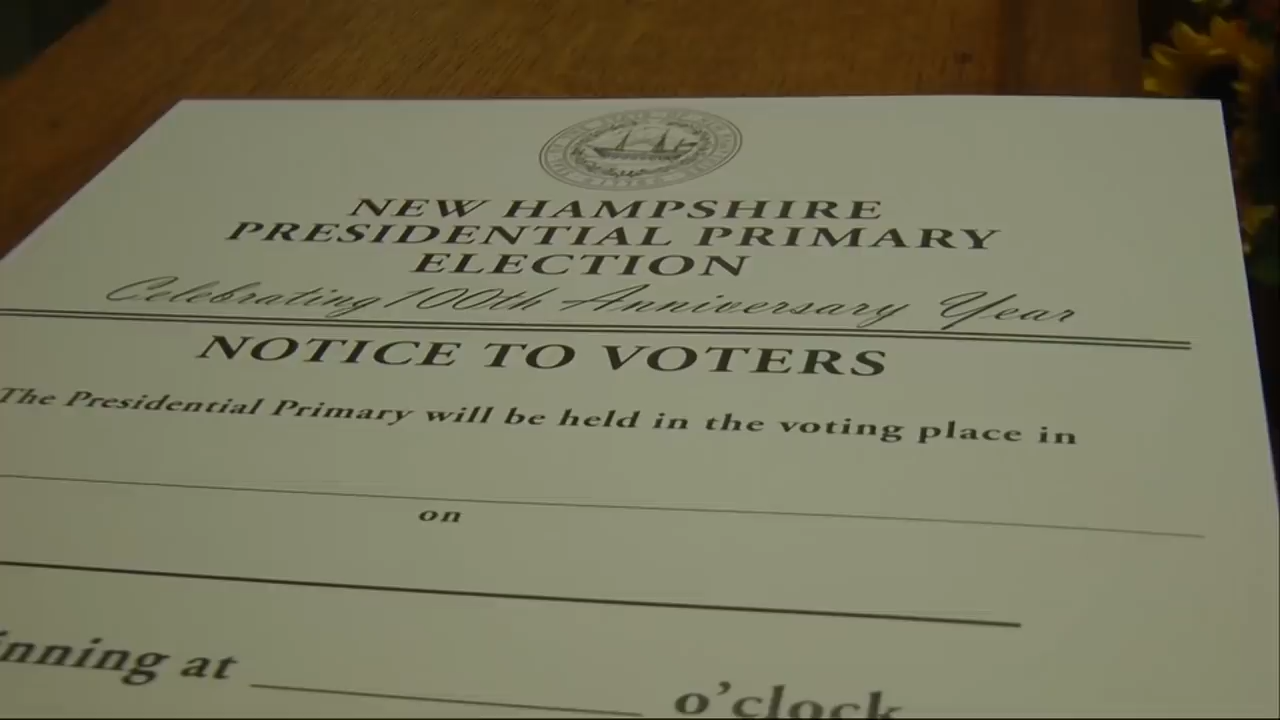 NEW HAMPSHIRE
PRESIDENTIAL PRIMARY
ELECTION
Celebrating 100th Anniversary Year
NOTICE TO VOTERS
The Presidential Primary will be held in the voting place in
on
inning at
o'clock